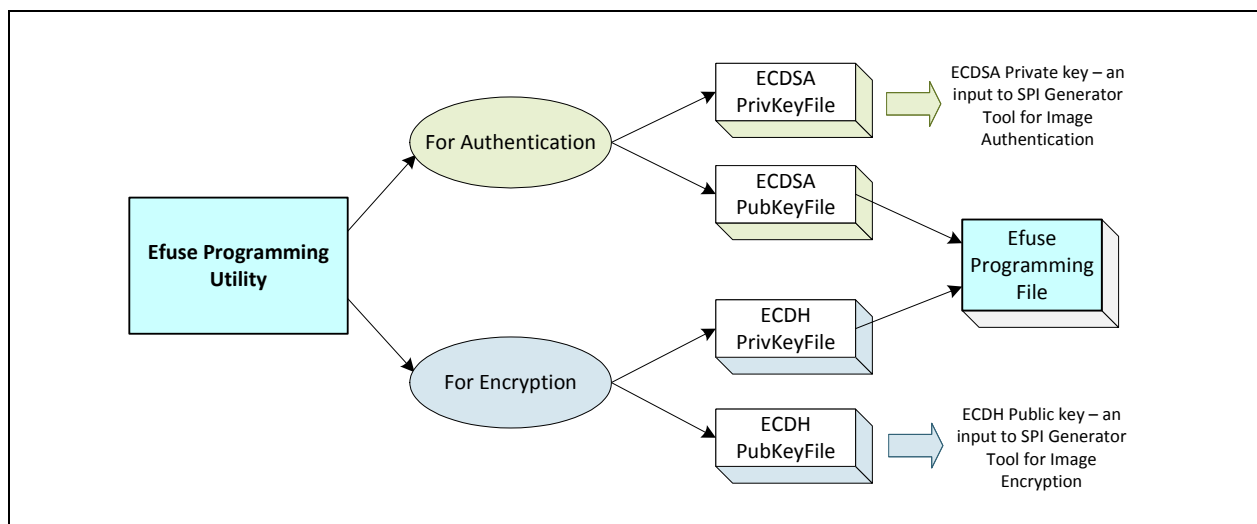 Efuse Programming
Utility
For Authentication
For Encryption
ECDSA
PrivKeyFile
ECDSA
PubKeyFile
ECDH
PrivKeyFile
ECDH
PubKeyFile
ECDSA Private key – an
input to SPI Generator
Tool for Image
Authentication
Efuse
Programming
File
ECDH Public key – an
input to SPI Generator
Tool for Image
Encryption